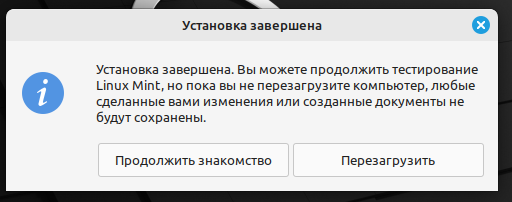 Установка завершена
Установка завершена. Вы можете продолжить тестирование
Linux Mint, но пока вы не перезагрузите компьютер, любые
сделанные вами изменения или созданные документы не
будут сохранены.
Продолжить знакомство
Перезагрузить